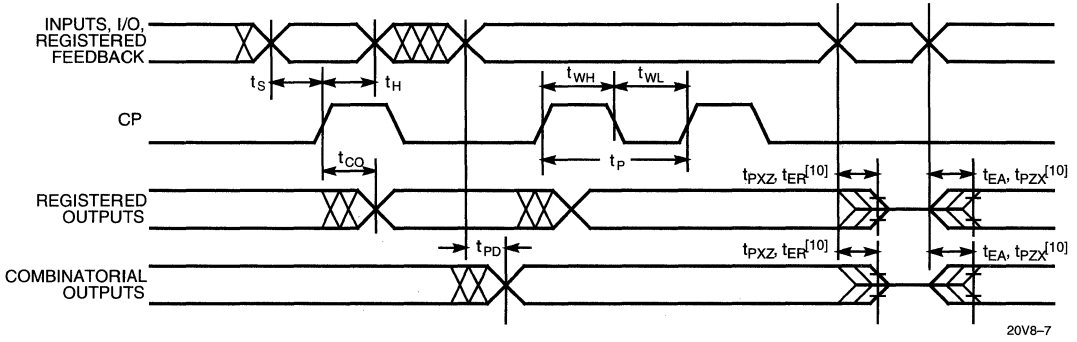 INPUTS, I/O,
REGISTERED
FEEDBACK
tS
tH
tWH
tWL
CP
tCO
tP
tPXZ, tER[10]
tEA, tPZX[10]
REGISTERED
OUTPUTS
tPD
tPXZ, tER[10]
tEA, tPZX[10]
COMBINATORIAL
OUTPUTS
20V8–7